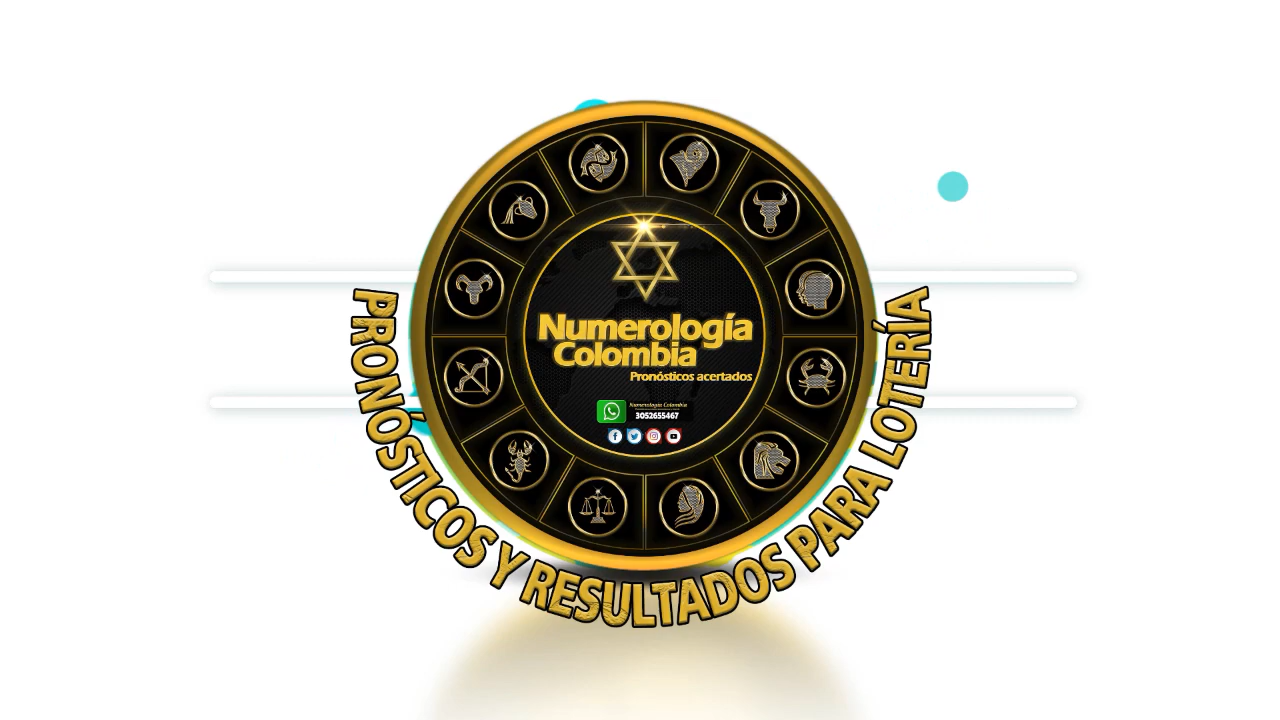 Numerología
Colombia
Pronósticos acertados
Numerología Colombia
3052655467
PRONÓSTICOS Y RESULTADOS PARA LOTERÍA